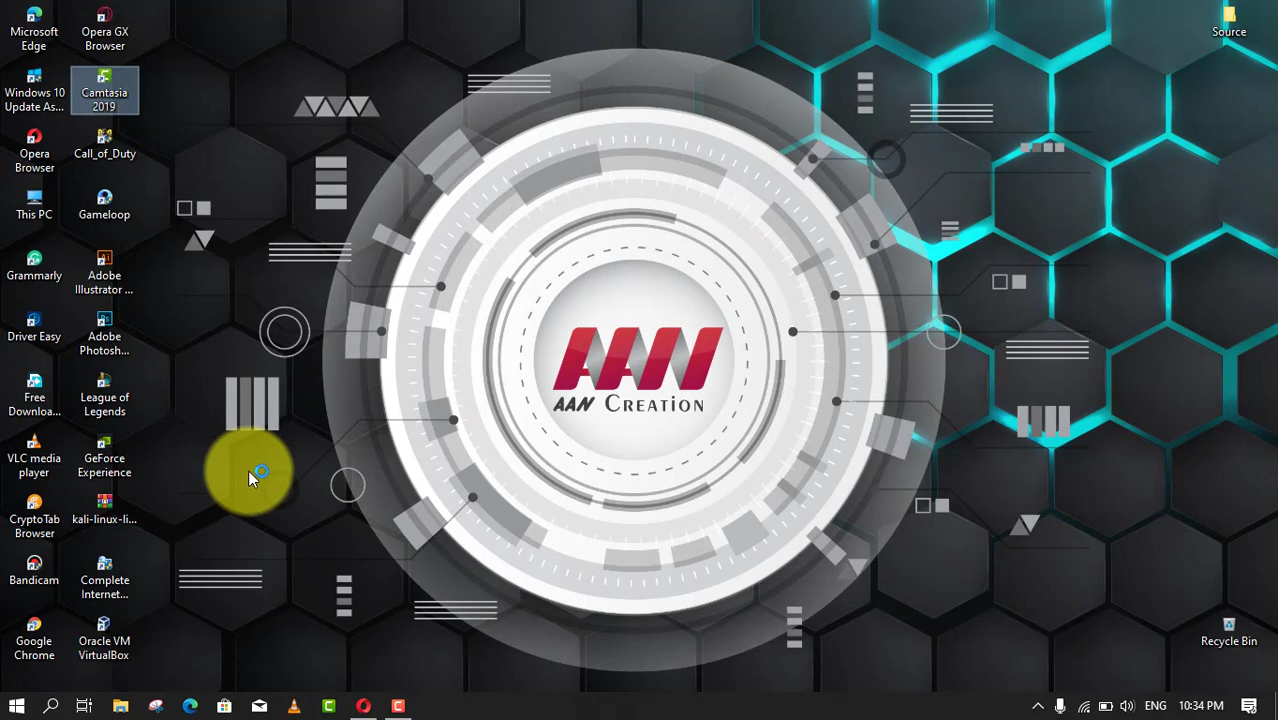 Microsoft
Edge
Opera GX
Browser
Source
Windows 10
Update As...
Camtasia
2019
Opera
Browser
Call_of_Duty
This PC
Gameloop
Grammarly
Adobe
Illustrator ...
Driver Easy
Adobe
Photosh...
Free
Downloa...
League of
Legends
VLC media
player
GeForce
Experience
CryptoTab
Browser
kali-linux-li...
Bandicam
Complete
Internet...
Google
Chrome
Oracle VM
VirtualBox
Recycle Bin
AAN
AAN CREATION
ENG
10:34 PM